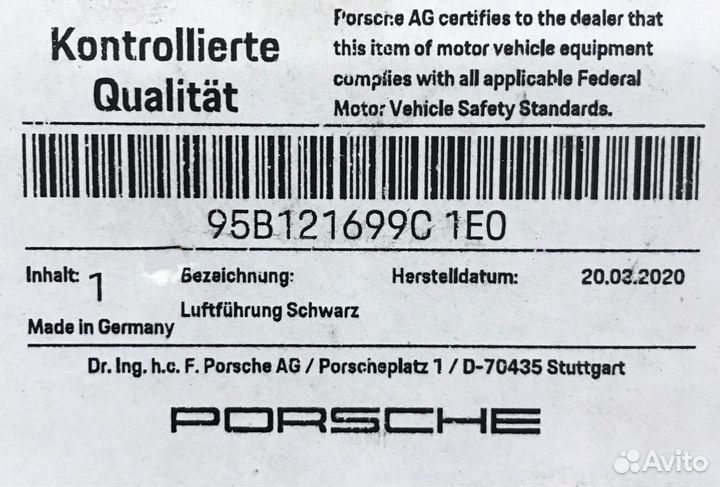 Kontrollierte
Qualität
Porsche AG certifies to the dealer that
this item of motor vehicle equipment
complies with all applicable Federal
Motor Vehicle Safety Standards.
95B121699C 1E0
Inhalt: 1
Bezeichnung:
Herstelldatum:
20.03.2020
Luftführung Schwarz
Made in Germany
Dr. Ing. h.c. F. Porsche AG / Porscheplatz 1 / D-70435 Stuttgart
PORSCHE
Avito